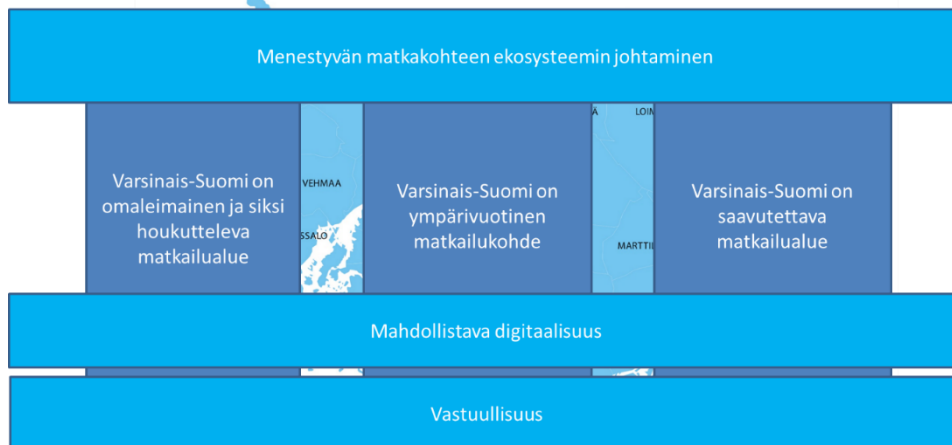 Menestyvän matkakohteen ekosysteemin johtaminen
Varsinais-Suomi on
omaleimainen ja siksi
houkutteleva
matkailualue
VEHMAA
SSALO
Varsinais-Suomi on
ympärivuotinen
matkailukohde
Ä
LOIM
MARTTI
Varsinais-Suomi on
saavutettava
matkailualue
Mahdollistava digitaalisuus
Vastuullisuus